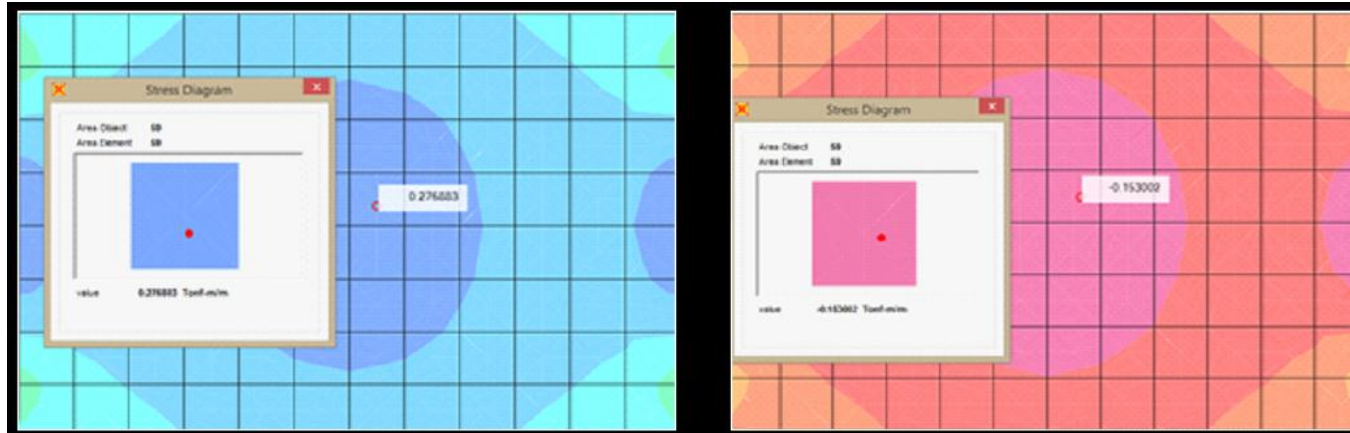 Stress Diagram
x
Area Object 59
Area Element 59
0.276883
value 0.276883 Tonf-m/m
Stress Diagram
x
Area Object 59
Area Element 59
-0.153002
value -0.153002 Tonf-m/m